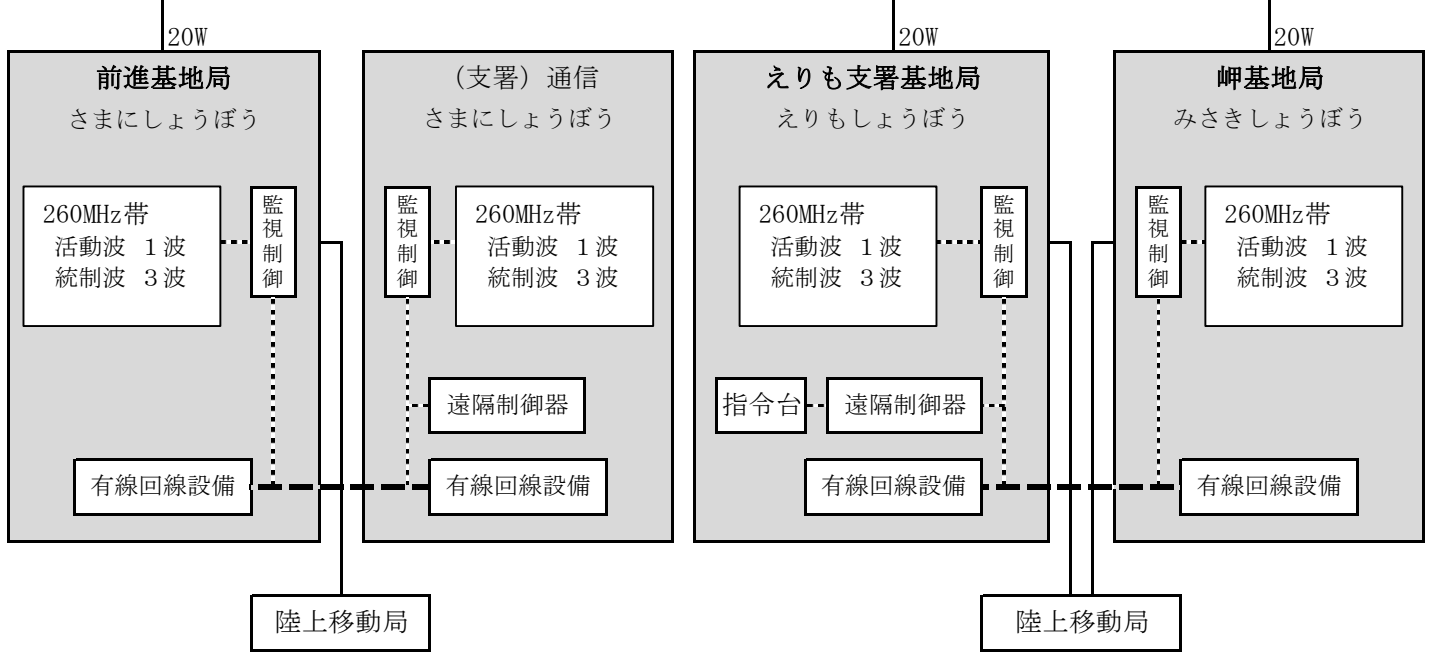 20W
前進基地局
さまにしょうぼう
260MHz帯
活動波 1波
統制波 3波
監視制御
有線回線設備
(支署)通信
さまにしょうぼう
監視制御
260MHz帯
活動波 1波
統制波 3波
遠隔制御器
有線回線設備
陸上移動局
20W
えりも支署基地局
えりもしょうぼう
260MHz帯
活動波 1波
統制波 3波
監視制御
指令台
遠隔制御器
有線回線設備
20W
岬基地局
みさきしょうぼう
監視制御
260MHz帯
活動波 1波
統制波 3波
有線回線設備
陸上移動局